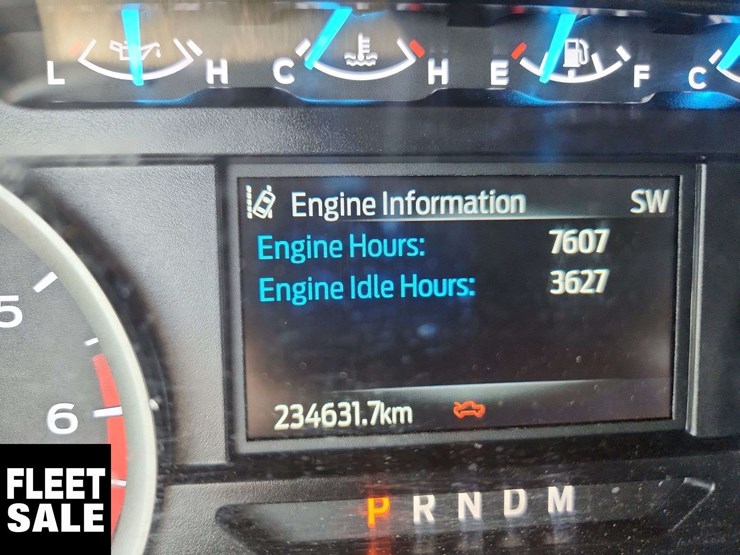 L H C H E F C
Engine Information SW
Engine Hours: 7607
Engine Idle Hours: 3627
5
6
234631.7km
P R N D M
FLEET
SALE